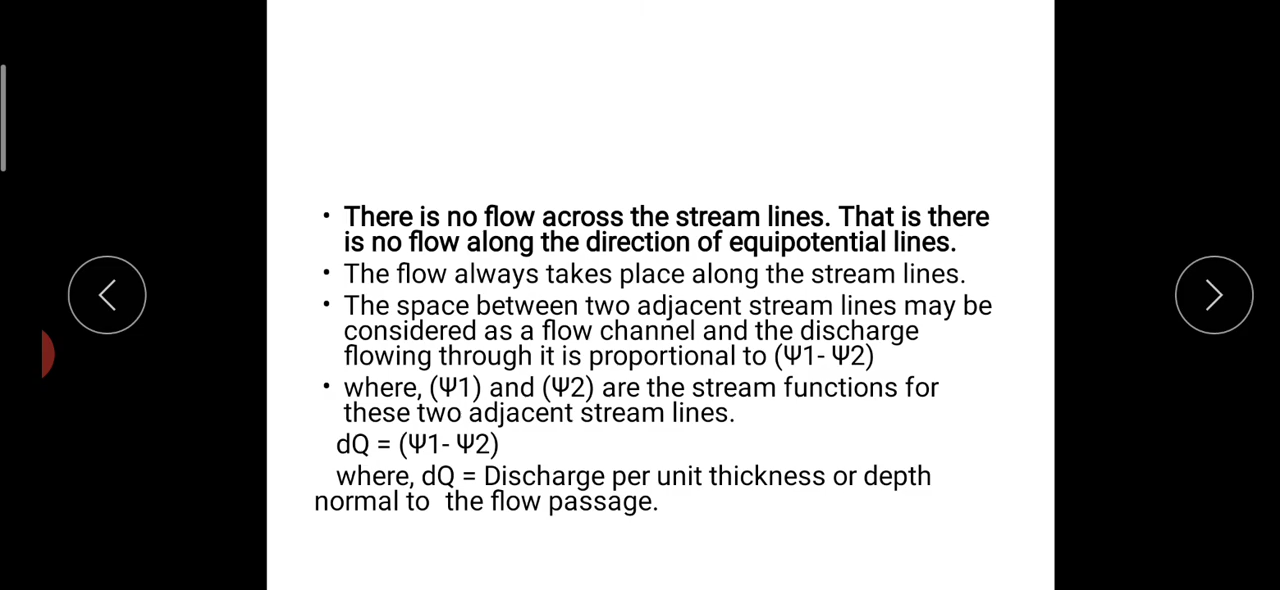 • There is no flow across the stream lines. That is there
is no flow along the direction of equipotential lines.
• The flow always takes place along the stream lines.
• The space between two adjacent stream lines may be
considered as a flow channel and the discharge
flowing through it is proportional to (Ψ1- Ψ2)
• where, (Ψ1) and (Ψ2) are the stream functions for
these two adjacent stream lines.
dQ = (Ψ1- Ψ2)
where, dQ = Discharge per unit thickness or depth
normal to the flow passage.